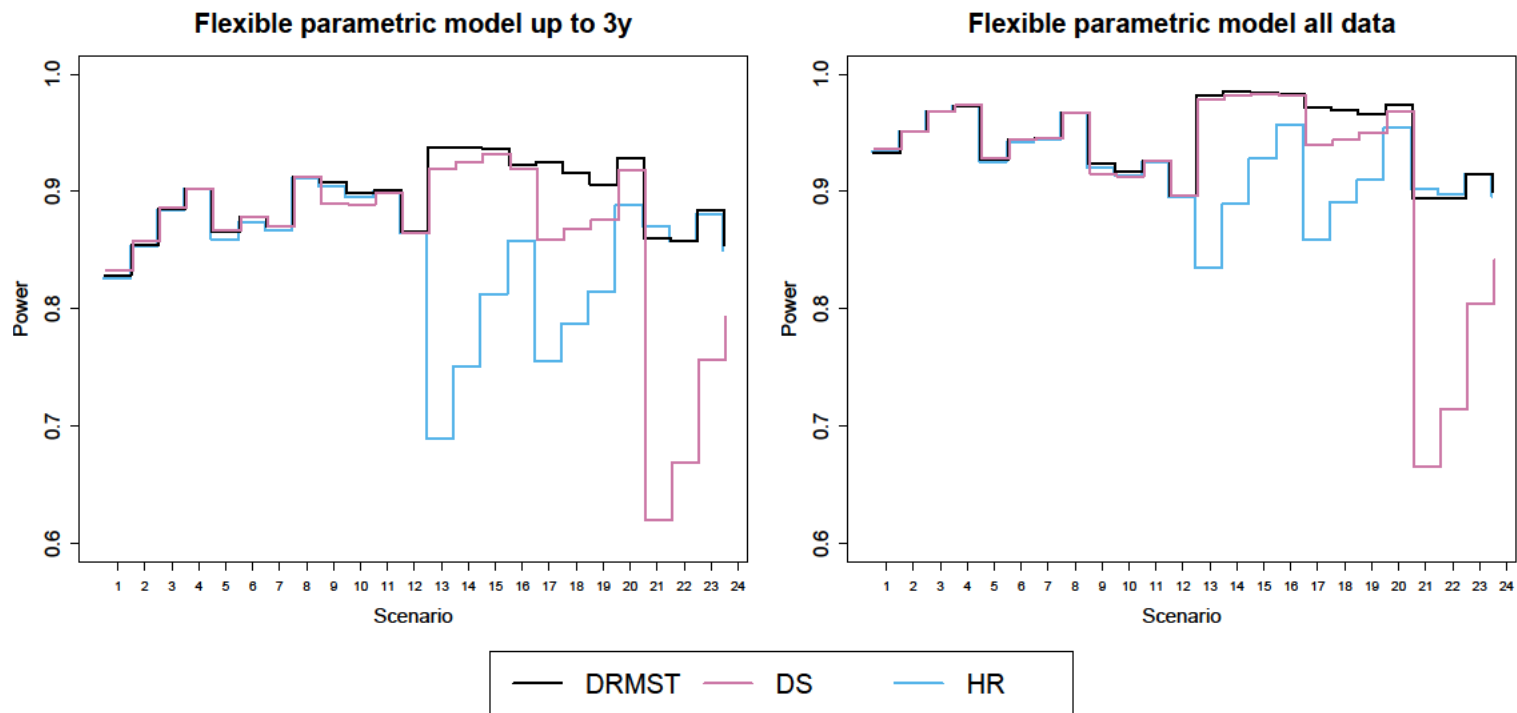 Flexible parametric model up to 3y
Power
1.0
0.9
0.8
0.7
0.6
1 2 3 4 5 6 7 8 9 10 11 12 13 14 15 16 17 18 19 20 21 22 23 24
Scenario
Flexible parametric model all data
Power
1.0
0.9
0.8
0.7
0.6
1 2 3 4 5 6 7 8 9 10 11 12 13 14 15 16 17 18 19 20 21 22 23 24
Scenario
DRMST DS HR